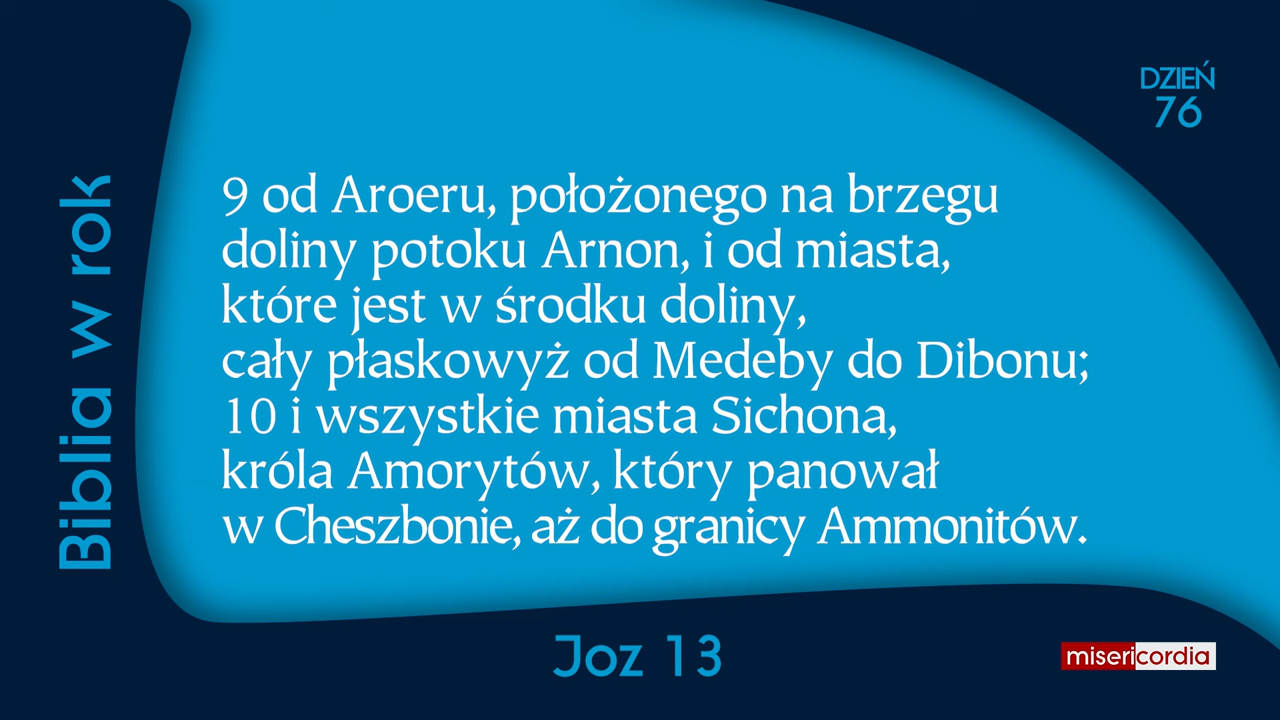 DZIEŃ
76
Biblia w rok
9 od Aroeru, położonego na brzegu
doliny potoku Arnon, i od miasta,
które jest w środku doliny,
cały płaskowyż od Medeby do Dibonu;
10 i wszystkie miasta Sichona,
króla Amorytów, który panował
w Cheszbonie, aż do granicy Ammonitów.
Joz 13
misericordia